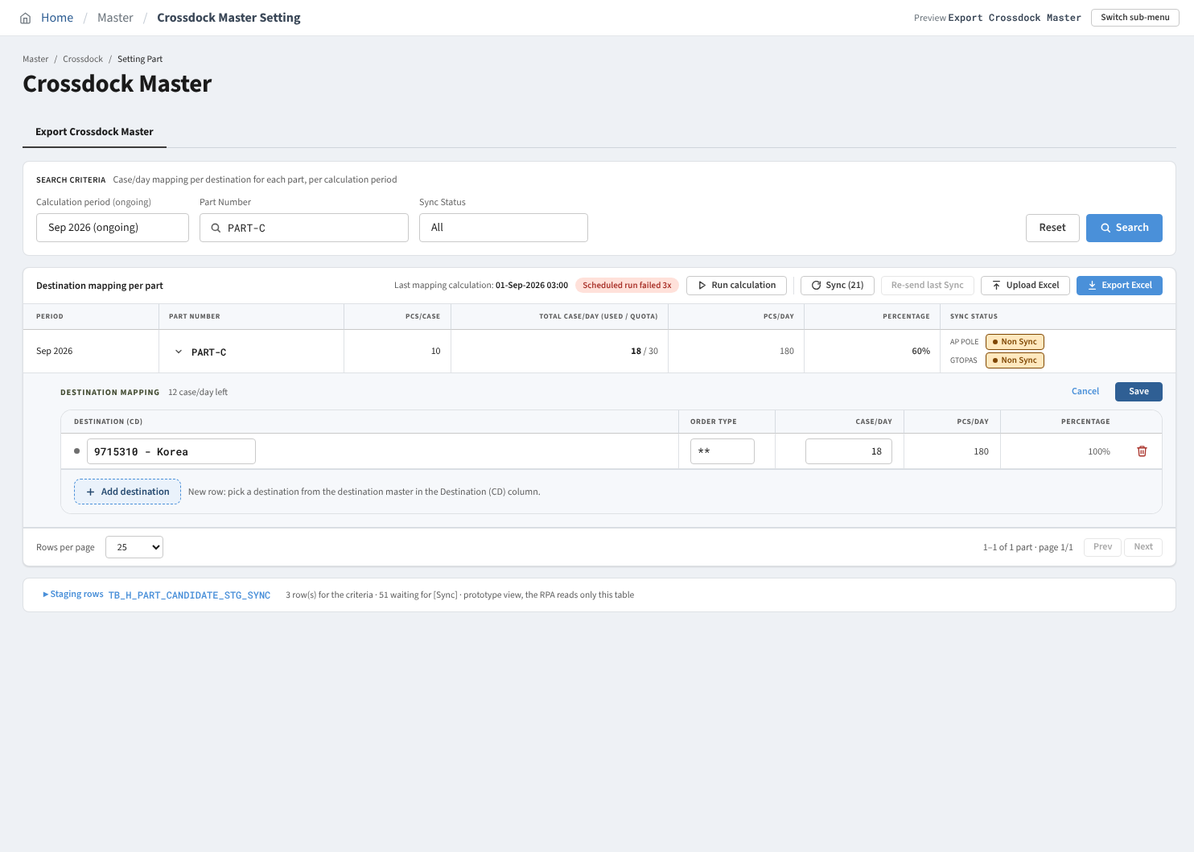 Home / Master / Crossdock Master Setting
Preview Export Crossdock Master Switch sub-menu
Master / Crossdock / Setting Part
Crossdock Master
Export Crossdock Master
SEARCH CRITERIA Case/day mapping per destination for each part, per calculation period
Calculation period (ongoing) Part Number Sync Status
Sep 2026 (ongoing) PART-C All Reset Search
Destination mapping per part Last mapping calculation: 01-Sep-2026 03:00 Scheduled run failed 3x Run calculation Sync (21) Re-send last Sync Upload Excel Export Excel
PERIOD PART NUMBER PCS/CASE TOTAL CASE/DAY (USED / QUOTA) PCS/DAY PERCENTAGE SYNC STATUS
Sep 2026 PART-C 10 18 / 30 180 60% AP POLE Non Sync
GTOPAS Non Sync
DESTINATION MAPPING 12 case/day left Cancel Save
DESTINATION (CD) ORDER TYPE CASE/DAY PCS/DAY PERCENTAGE
9715310 - Korea ** 18 180 100%
+ Add destination New row: pick a destination from the destination master in the Destination (CD) column.
Rows per page 25 1–1 of 1 part · page 1/1 Prev Next
▸ Staging rows TB_H_PART_CANDIDATE_STG_SYNC 3 row(s) for the criteria · 51 waiting for [Sync] · prototype view, the RPA reads only this table